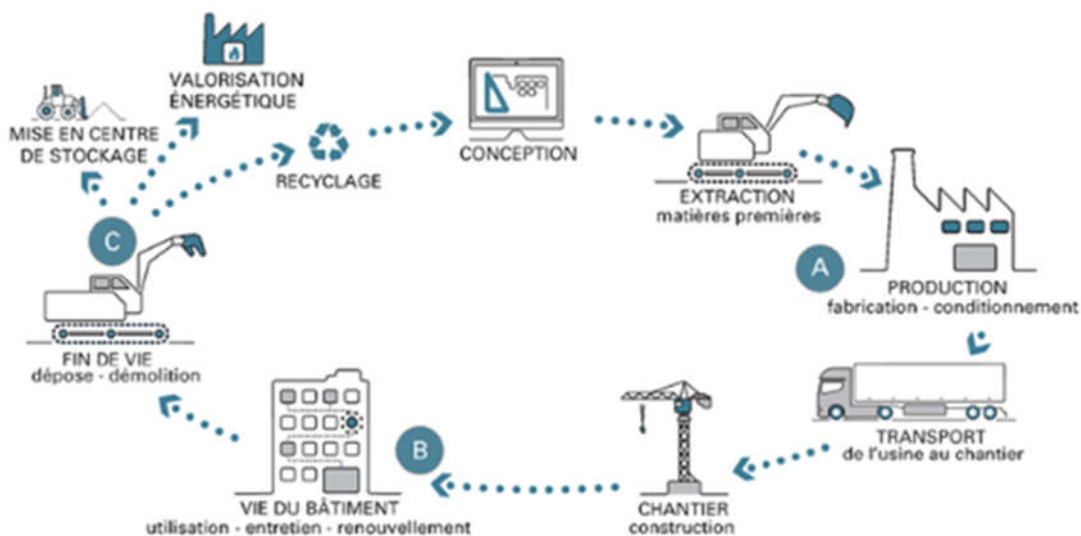 VALORISATION
ÉNERGÉTIQUE
MISE EN CENTRE
DE STOCKAGE
RECYCLAGE
CONCEPTION
EXTRACTION
matières premières
A
PRODUCTION
fabrication - conditionnement
TRANSPORT
de l'usine au chantier
CHANTIER
construction
B
VIE DU BÂTIMENT
utilisation - entretien - renouvellement
C
FIN DE VIE
dépose - démolition